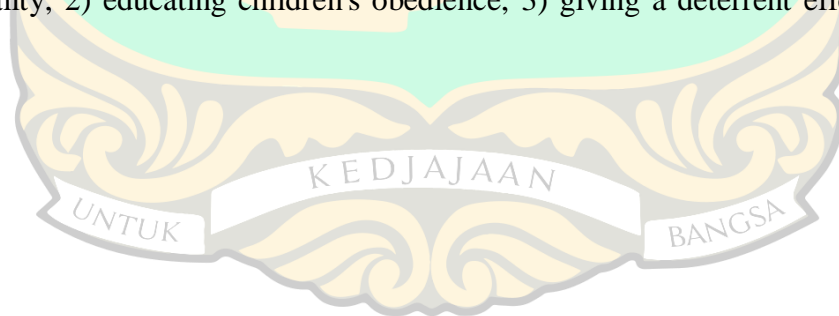 2) educating children's obedience, 3) giving a deterrent
KEDJAJAAN
UNTUK BANGSA